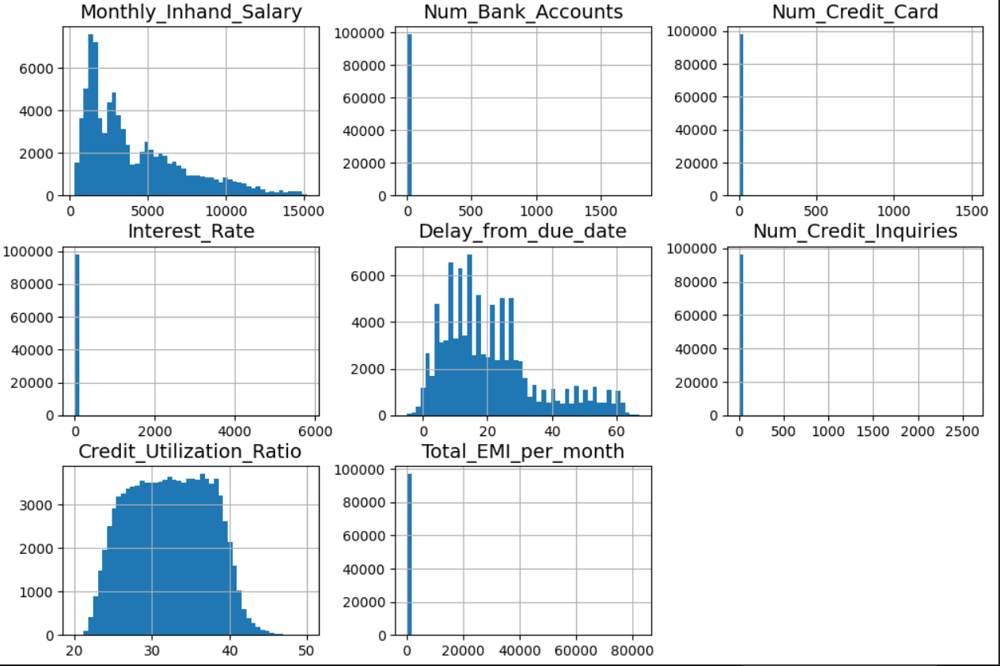 Monthly_Inhand_Salary
6000
4000
2000
0
0 5000 10000 15000
Num_Bank_Accounts
100000
80000
60000
40000
20000
0
0 500 1000 1500
Num_Credit_Card
100000
80000
60000
40000
20000
0
0 500 1000 1500
Interest_Rate
100000
80000
60000
40000
20000
0
0 2000 4000 6000
Delay_from_due_date
6000
4000
2000
0
0 20 40 60
Num_Credit_Inquiries
100000
80000
60000
40000
20000
0
0 500 1000 1500 2000 2500
Credit_Utilization_Ratio
3000
2000
1000
0
20 30 40 50
Total_EMI_per_month
100000
80000
60000
40000
20000
0
0 20000 40000 60000 80000